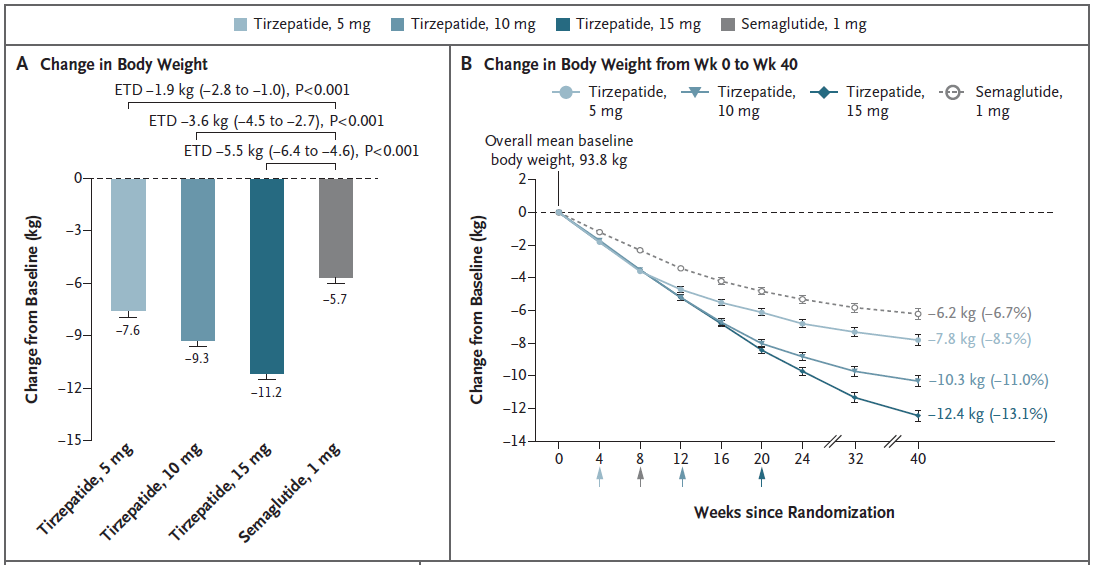 Tirzepatide, 5 mg Tirzepatide, 10 mg Tirzepatide, 15 mg Semaglutide, 1 mg
A Change in Body Weight
ETD −1.9 kg (−2.8 to −1.0), P<0.001
ETD −3.6 kg (−4.5 to −2.7), P<0.001
ETD −5.5 kg (−6.4 to −4.6), P<0.001
Change from Baseline (kg)
0
−3
−6
−9
−12
−15
−7.6
−9.3
−11.2
−5.7
Tirzepatide, 5 mg
Tirzepatide, 10 mg
Tirzepatide, 15 mg
Semaglutide, 1 mg
B Change in Body Weight from Wk 0 to Wk 40
Tirzepatide, 5 mg
Tirzepatide, 10 mg
Tirzepatide, 15 mg
Semaglutide, 1 mg
Overall mean baseline
body weight, 93.8 kg
Change from Baseline (kg)
2
0
−2
−4
−6
−8
−10
−12
−14
−6.2 kg (−6.7%)
−7.8 kg (−8.5%)
−10.3 kg (−11.0%)
−12.4 kg (−13.1%)
0 4 8 12 16 20 24 32 40
Weeks since Randomization